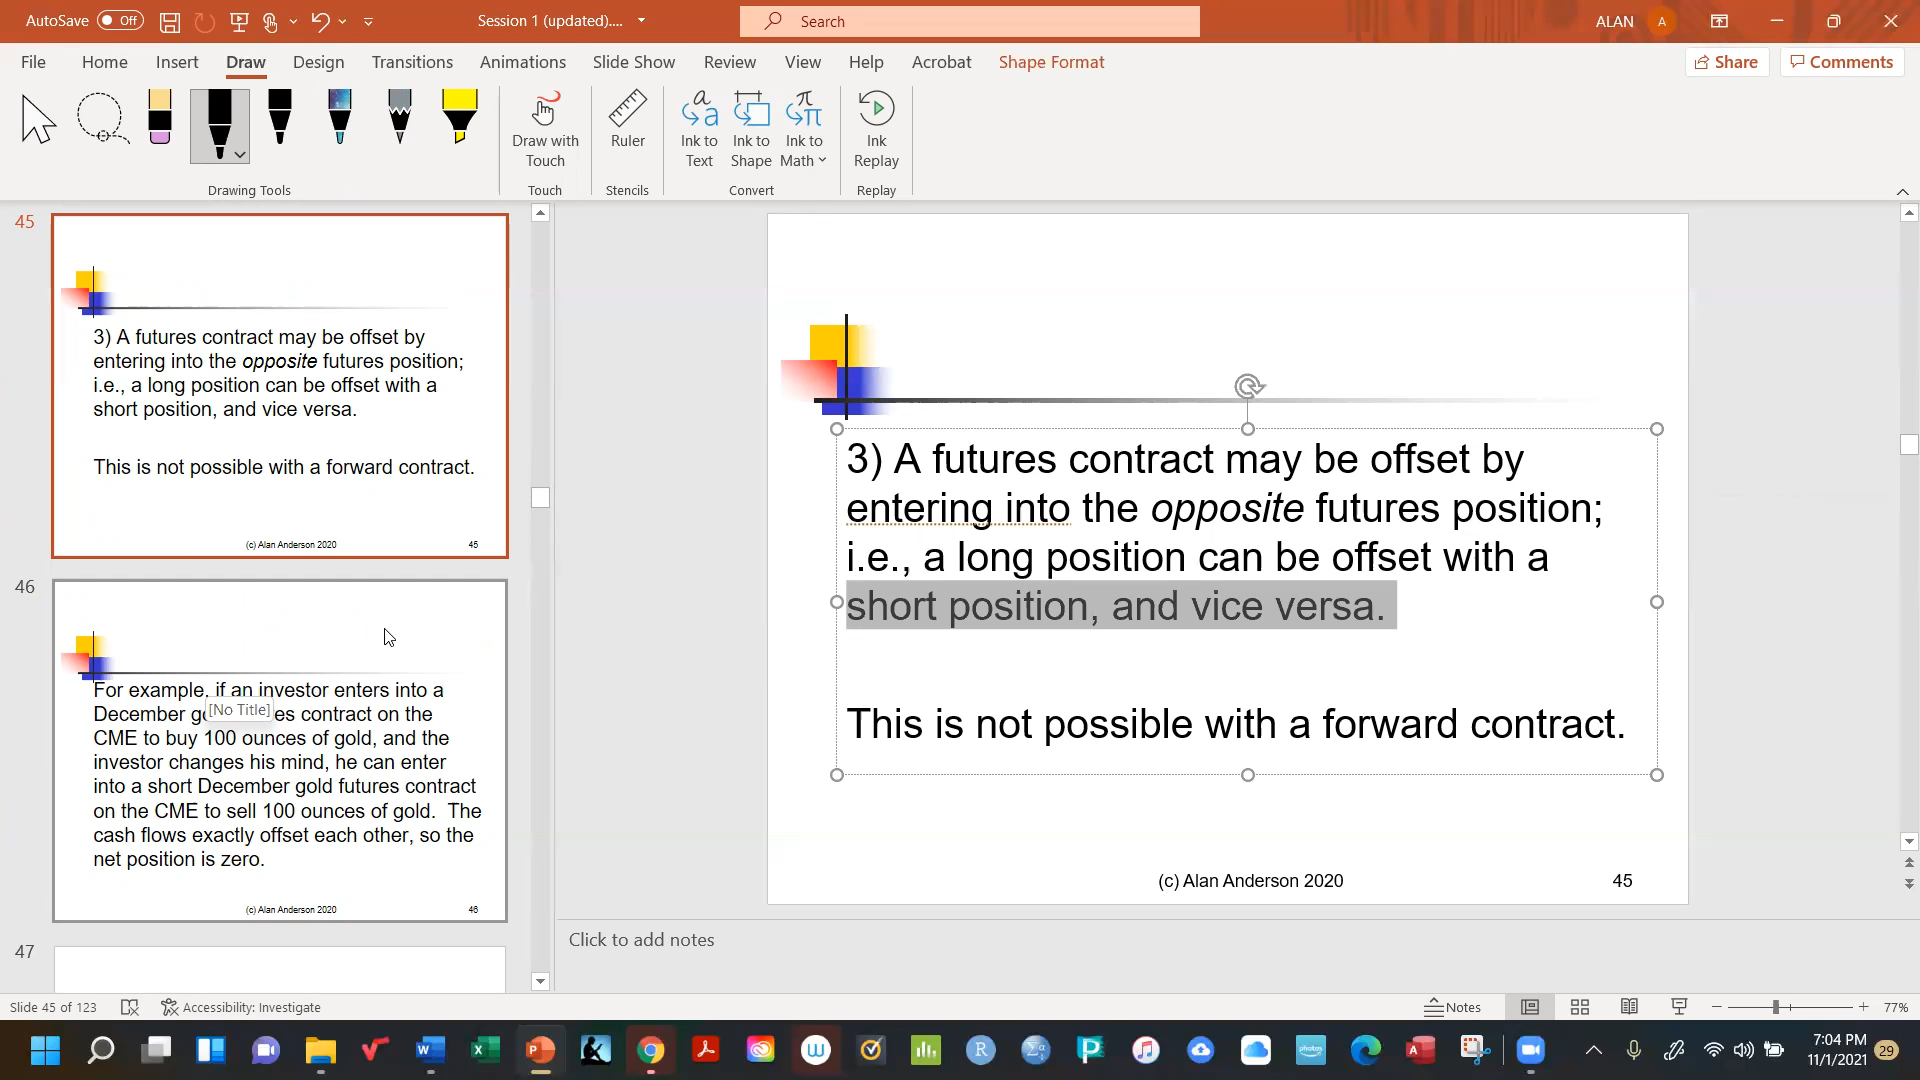 AutoSave Off
Session 1 (updated)....
Search
ALAN A
File Home Insert Draw Design Transitions Animations Slide Show Review View Help Acrobat Shape Format Share Comments
Draw with Touch
Ruler
Ink to Text
Ink to Shape
Ink to Math
Ink Replay
Drawing Tools Touch Stencils Convert Replay
45
3) A futures contract may be offset by
entering into the opposite futures position;
i.e., a long position can be offset with a
short position, and vice versa.
This is not possible with a forward contract.
(c) Alan Anderson 2020 45
46
For example, if an investor enters into a
December go es contract on the
[No Title]
CME to buy 100 ounces of gold, and the
investor changes his mind, he can enter
into a short December gold futures contract
on the CME to sell 100 ounces of gold. The
cash flows exactly offset each other, so the
net position is zero.
(c) Alan Anderson 2020 46
47
3) A futures contract may be offset by
entering into the opposite futures position;
i.e., a long position can be offset with a
short position, and vice versa.
This is not possible with a forward contract.
(c) Alan Anderson 2020 45
Click to add notes
Slide 45 of 123 Accessibility: Investigate Notes 77%
7:04 PM
11/1/2021 29